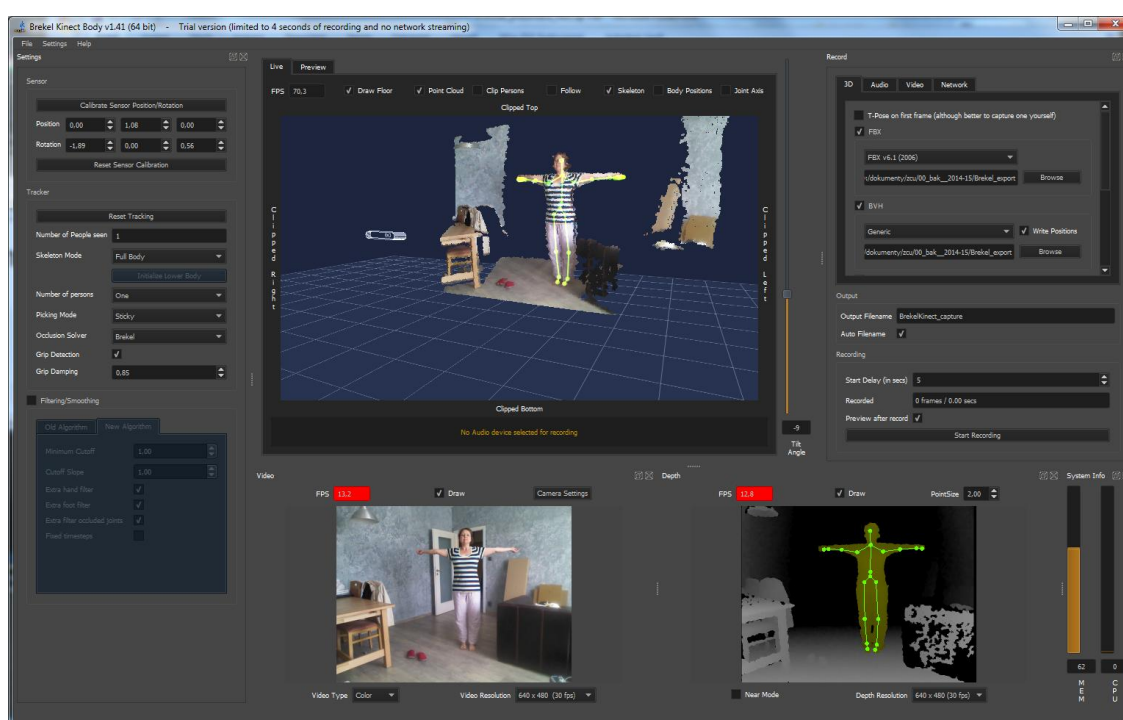 Brekel Kinect Body v1.41 (64 bit) - Trial version (limited to 4 seconds of recording and no network streaming)
File Settings Help
Settings
Sensor
Calibrate Sensor Position/Rotation
Position 0,00 1,08 0,00
Rotation -1,89 0,00 0,56
Reset Sensor Calibration
Tracker
Reset Tracking
Number of People seen 1
Skeleton Mode Full Body
Initialise Lower Body
Number of persons One
Picking Mode Sticky
Occlusion Solver Brekel
Grip Detection
Grip Damping 0,85
Filtering/Smoothing
Old Algorithm New Algorithm
Minimum Cutoff 1,00
Cutoff Slope 1,00
Extra hand filter
Extra foot filter
Extra filter occluded joints
Fixed timesteps
Live Preview
FPS 70,3 Draw Floor Point Cloud Clip Persons Follow Skeleton Body Positions Joint Axis
Clipped Top
Clipped Right
Clipped Left
Clipped Bottom
No Audio device selected for recording
-9
Tilt
Angle
Record
3D Audio Video Network
T-Pose on first frame (although better to capture one yourself)
FBX
FBX v6.1 (2006)
/dokumenty/zcu/00_bak__2014-15/Brekel_export Browse
BVH
Generic Write Positions
/dokumenty/zcu/00_bak__2014-15/Brekel_export Browse
Output
Output Filename BrekelKinect_capture
Auto Filename
Recording
Start Delay (in secs) 5
Recorded 0 frames / 0.00 secs
Preview after record
Start Recording
Video
FPS 13,2 Draw Camera Settings
Video Type Color Video Resolution 640 x 480 (30 fps)
Depth
FPS 12,8 Draw PointSize 2,00
Near Mode Depth Resolution 640 x 480 (30 fps)
System Info
62 0
MEM CPU